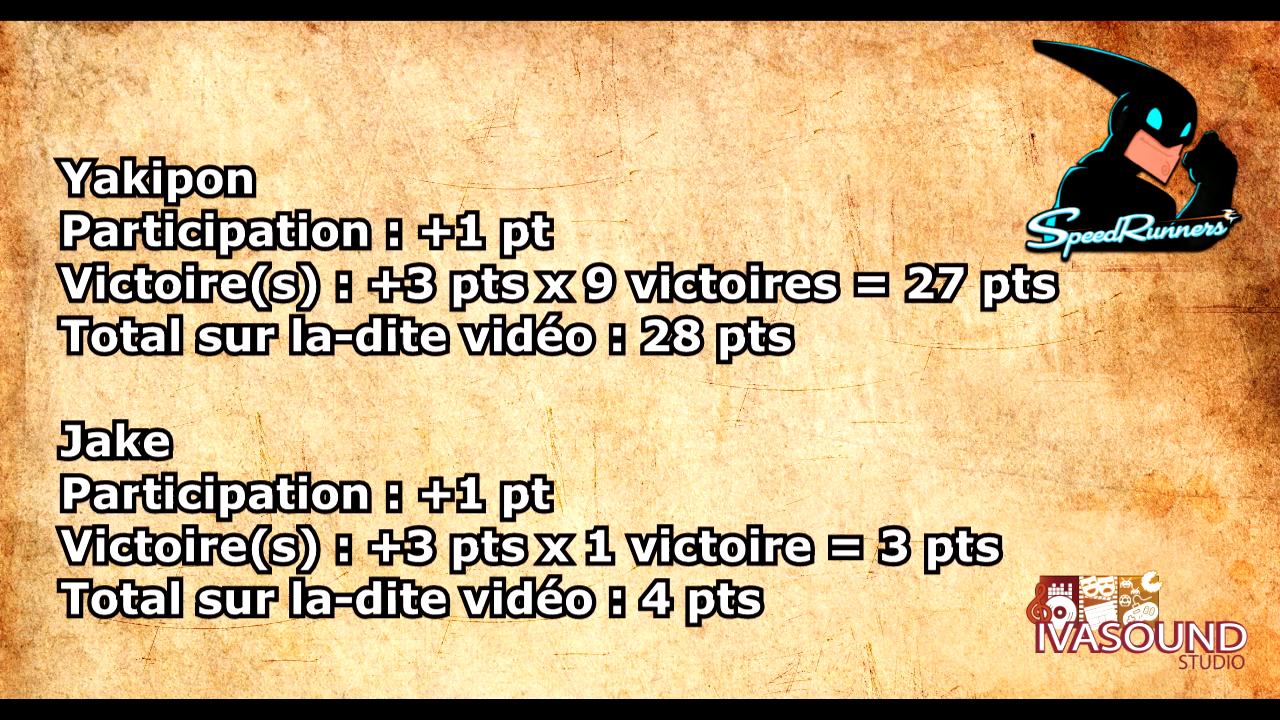 Yakipon
Participation : +1 pt
Victoire(s) : +3 pts x 9 victoires = 27 pts
Total sur la-dite vidéo : 28 pts
Jake
Participation : +1 pt
Victoire(s) : +3 pts x 1 victoire = 3 pts
Total sur la-dite vidéo : 4 pts
SpeedRunners
IVASOUND
STUDIO